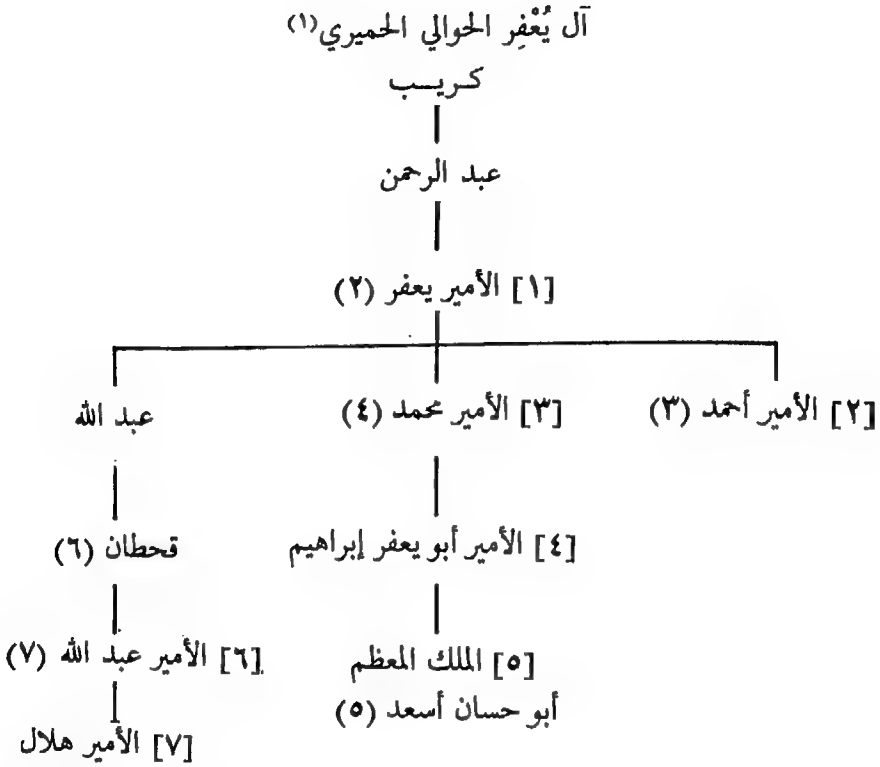 آل يُعْفِر الحوالي الحميري(١)
كريب
عبد الرحمن
[١] الأمير يعفر (٢)
[٢] الأمير أحمد (٣)
[٣] الأمير محمد (٤)
عبد الله
[٤] الأمير أبو يعفر إبراهيم
قحطان (٦)
[٥] الملك المعظم
أبو حسان أسعد (٥)
[٦] الأمير عبد الله (٧)
[٧] الأمير هلال